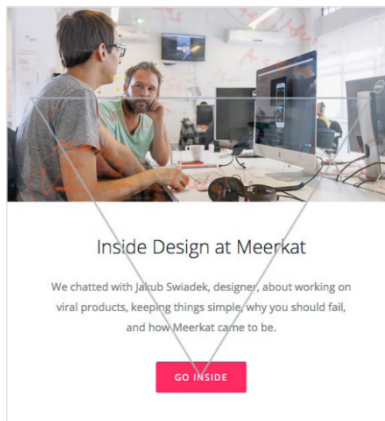 Inside Design at Meerkat
We chatted with Jakub Swiadek, designer, about working on
viral products, keeping things simple, why you should fail,
and how Meerkat came to be.
GO INSIDE